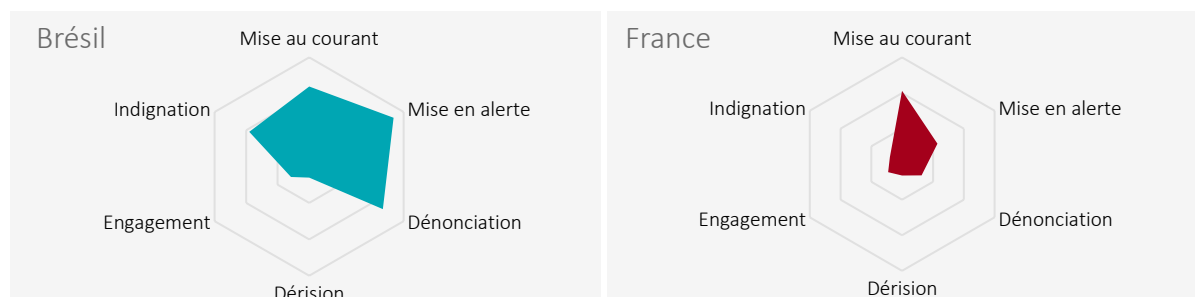 Brésil
Mise au courant
Indignation
Mise en alerte
Engagement
Dénonciation
Dérision
France
Mise au courant
Indignation
Mise en alerte
Engagement
Dénonciation
Dérision